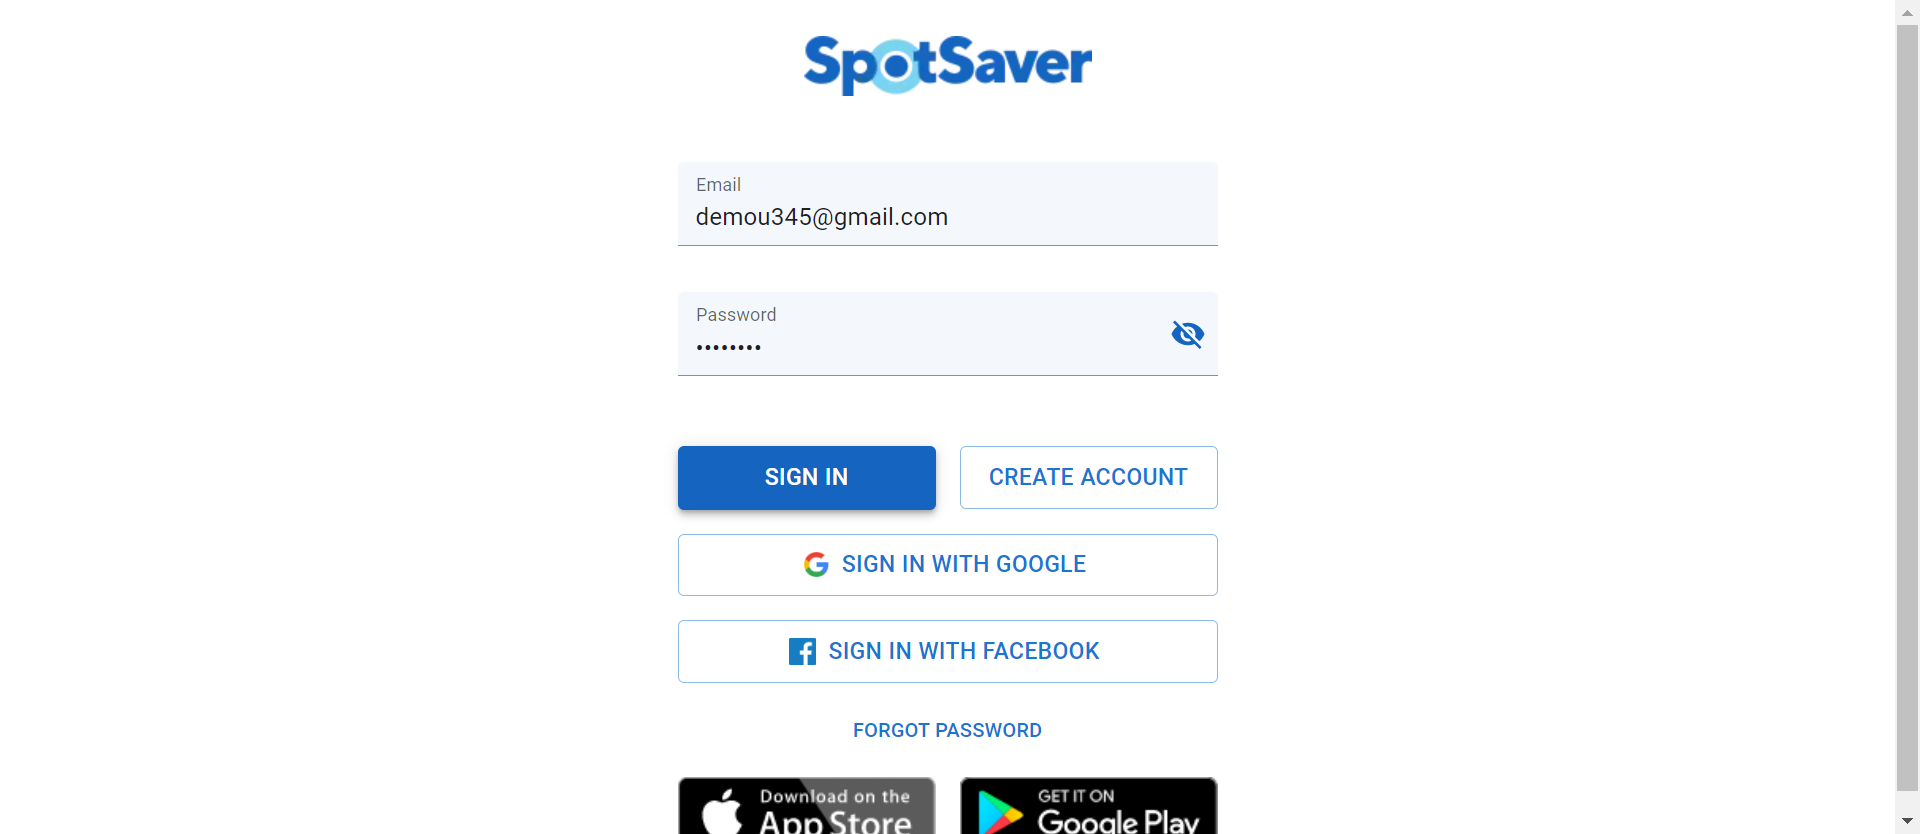 SpotSaver
Email
demou345@gmail.com
Password
••••••••
SIGN IN
CREATE ACCOUNT
SIGN IN WITH GOOGLE
SIGN IN WITH FACEBOOK
FORGOT PASSWORD
Download on the
App Store
GET IT ON
Google Play